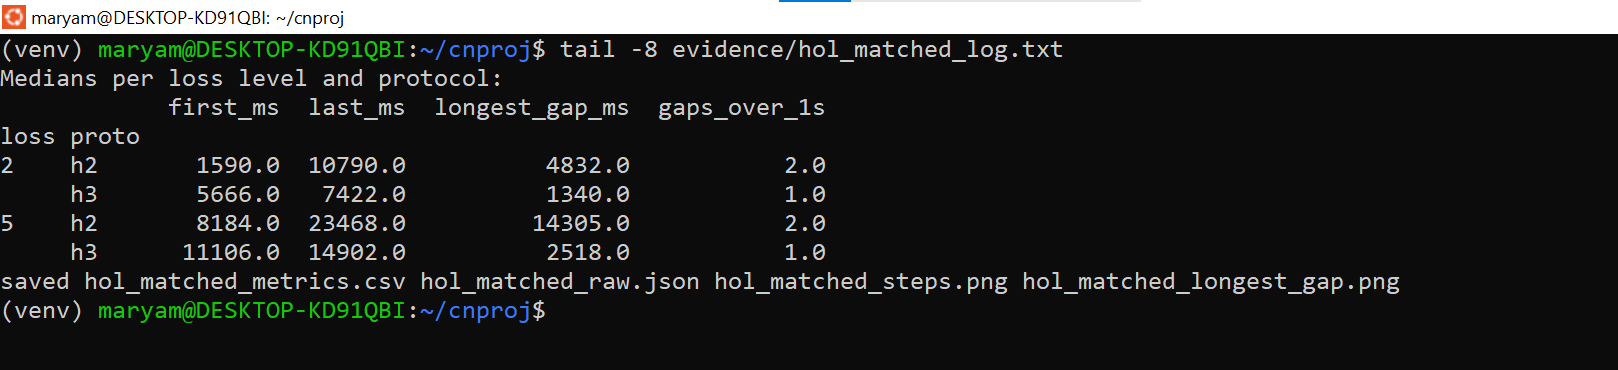 maryam@DESKTOP-KD91QBI: ~/cnproj
(venv) maryam@DESKTOP-KD91QBI:~/cnproj$ tail -8 evidence/hol_matched_log.txt
Medians per loss level and protocol:
            first_ms  last_ms  longest_gap_ms  gaps_over_1s
loss proto
2    h2       1590.0  10790.0          4832.0           2.0
     h3       5666.0   7422.0          1340.0           1.0
5    h2       8184.0  23468.0         14305.0           2.0
     h3      11106.0  14902.0          2518.0           1.0
saved hol_matched_metrics.csv hol_matched_raw.json hol_matched_steps.png hol_matched_longest_gap.png
(venv) maryam@DESKTOP-KD91QBI:~/cnproj$